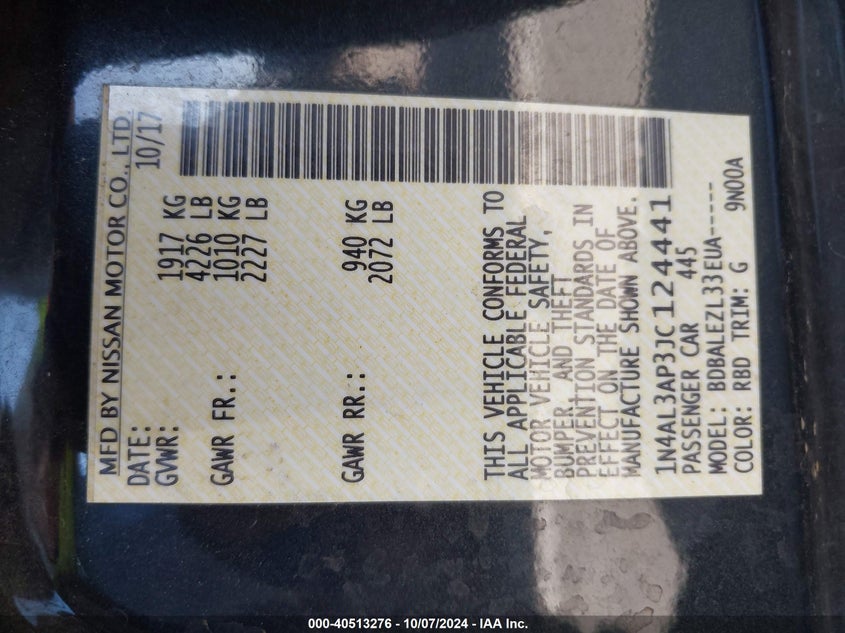 MFD BY NISSAN MOTOR CO., LTD.
DATE: 10/17
GVWR: 1917 KG
4226 LB
GAWR FR.: 1010 KG
2227 LB
GAWR RR.: 940 KG
2072 LB
THIS VEHICLE CONFORMS TO
ALL APPLICABLE FEDERAL
MOTOR VEHICLE SAFETY,
BUMPER AND THEFT
PREVENTION STANDARDS IN
EFFECT ON THE DATE OF
MANUFACTURE SHOWN ABOVE.
1N4AL3AP3JC124441
PASSENGER CAR 445
MODEL: BDBALEZL33EUA-----
COLOR: RBD TRIM: G 9N00A
000-40513276 - 10/07/2024 - IAA Inc.